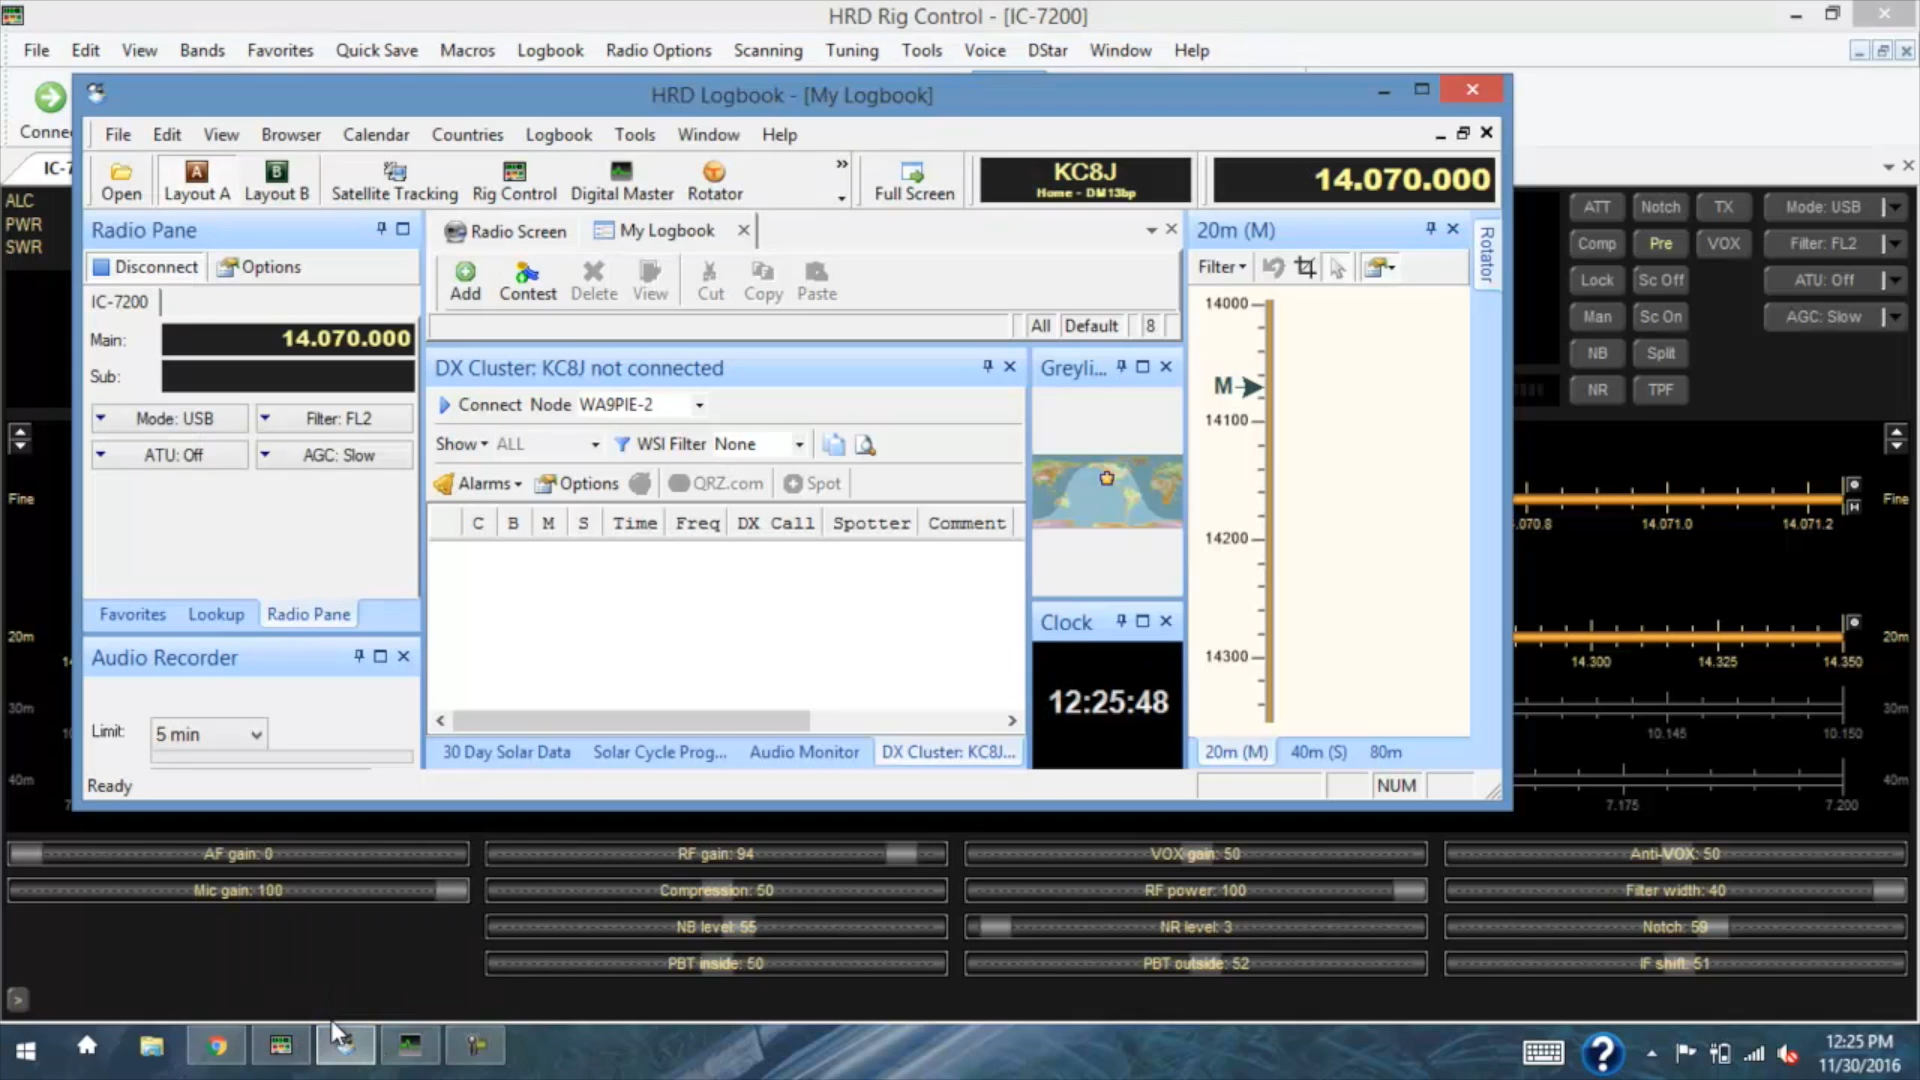 HRD Rig Control - [IC-7200]
File Edit View Bands Favorites Quick Save Macros Logbook Radio Options Scanning Tuning Tools Voice DStar Window Help
HRD Logbook - [My Logbook]
File Edit View Browser Calendar Countries Logbook Tools Window Help
Open Layout A Layout B Satellite Tracking Rig Control Digital Master Rotator Full Screen
KC8J
Home - DM13bp
14.070.000
ALC
PWR
SWR
Radio Pane
Disconnect Options
IC-7200
Main: 14.070.000
Sub:
Mode: USB Filter: FL2
ATU: Off AGC: Slow
Favorites Lookup Radio Pane
Audio Recorder
Limit: 5 min
Ready
Radio Screen My Logbook
Add Contest Delete View Cut Copy Paste
All Default 8
DX Cluster: KC8J not connected
Connect Node WA9PIE-2
Show ALL WSI Filter None
Alarms Options QRZ.com Spot
C B M S Time Freq DX Call Spotter Comment
30 Day Solar Data Solar Cycle Prog... Audio Monitor DX Cluster: KC8J...
Greyli...
Clock
12:25:48
20m (M)
Filter
14000
M
14100
14200
14300
20m (M) 40m (S) 80m
NUM
Rotator
ATT Notch TX Mode: USB
Comp Pre VOX Filter: FL2
Lock Sc Off ATU: Off
Man Sc On AGC: Slow
NB Split
NR TPF
Fine Fine
.070.8 14.071.0 14.071.2
20m 20m
14.300 14.325 14.350
30m 30m
10.145 10.150
40m 40m
7.175 7.200
AF gain: 0 RF gain: 94 VOX gain: 50 Anti-VOX: 50
Mic gain: 100 Compression: 50 RF power: 100 Filter width: 40
NB level: 55 NR level: 3 Notch: 59
PBT inside: 50 PBT outside: 52 IF shift: 51
12:25 PM
11/30/2016